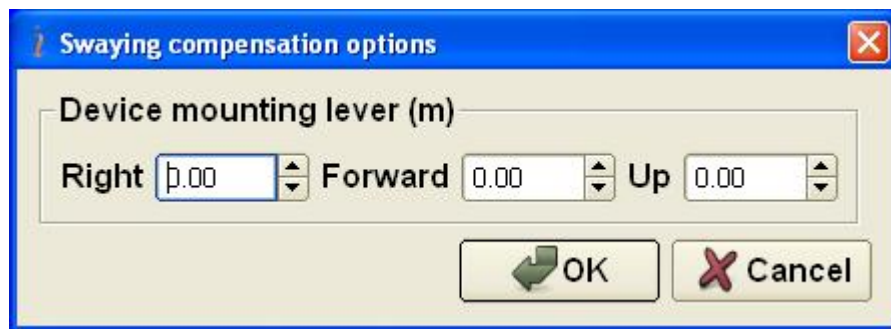 Swaying compensation options
Device mounting lever (m)
Right 0.00 Forward 0.00 Up 0.00
OK Cancel